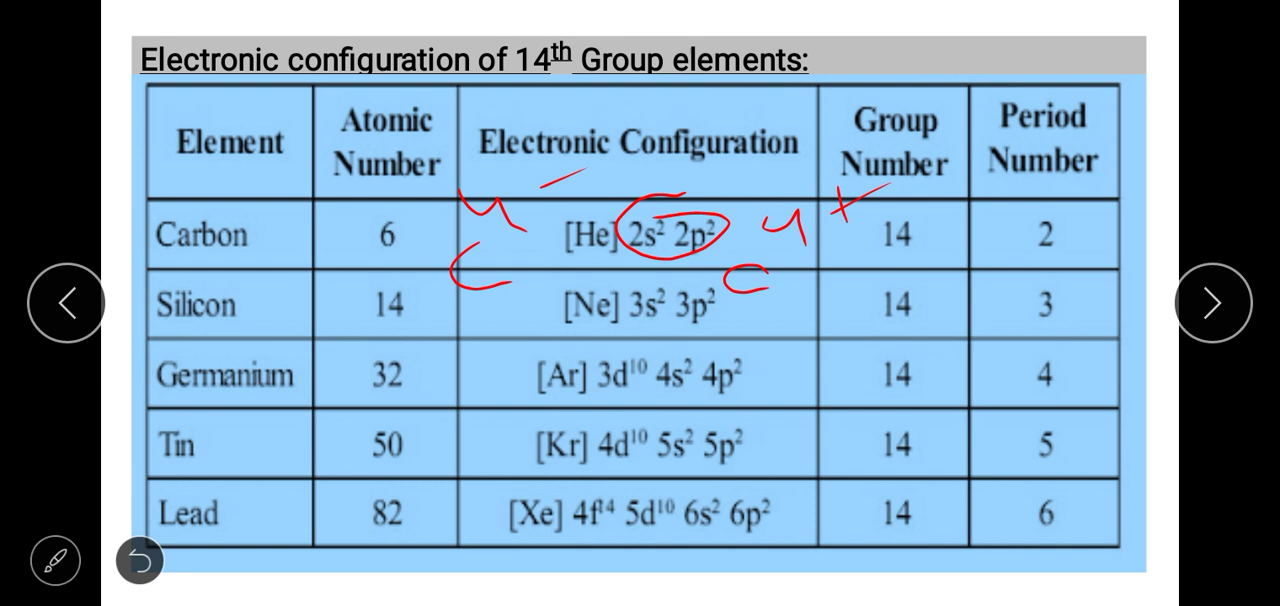 Electronic configuration of 14th Group elements:
Element Atomic Number Electronic Configuration Group Number Period Number
Carbon 6 [He] 2s² 2p² 14 2
Silicon 14 [Ne] 3s² 3p² 14 3
Germanium 32 [Ar] 3d¹⁰ 4s² 4p² 14 4
Tin 50 [Kr] 4d¹⁰ 5s² 5p² 14 5
Lead 82 [Xe] 4f¹⁴ 5d¹⁰ 6s² 6p² 14 6